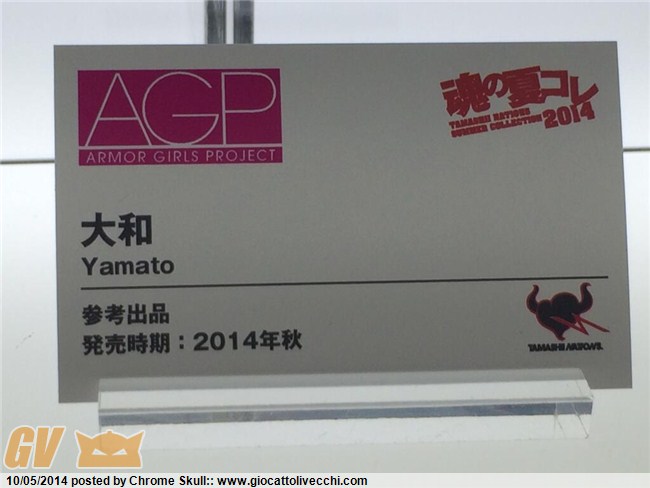 AGP
ARMOR GIRLS PROJECT
魂の夏コレ
TAMASHII NATIONS
SUMMER COLLECTION 2014
大和
Yamato
参考出品
発売時期：2014年秋
TAMASHII NATIONS
GV
10/05/2014 posted by Chrome Skull:: www.giocattolivecchi.com